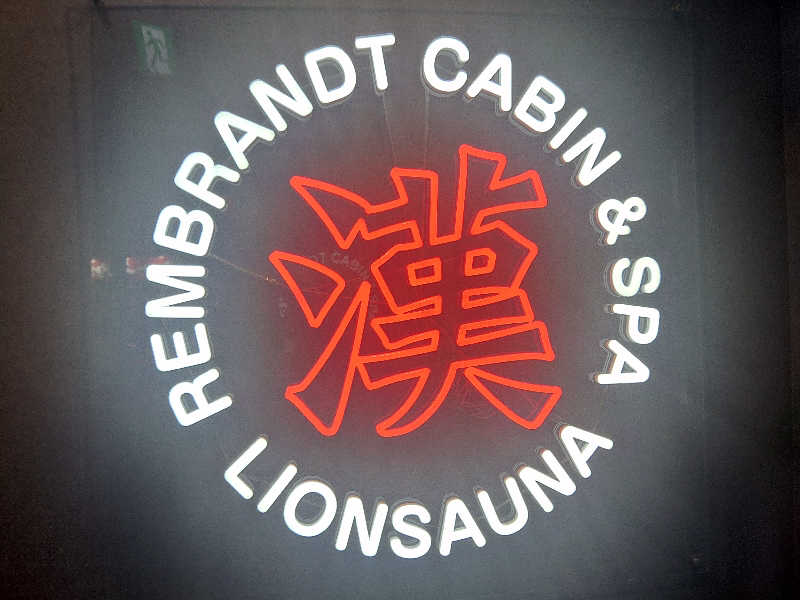 REMBRANDT CABIN & SPA
漢
LIONSAUNA